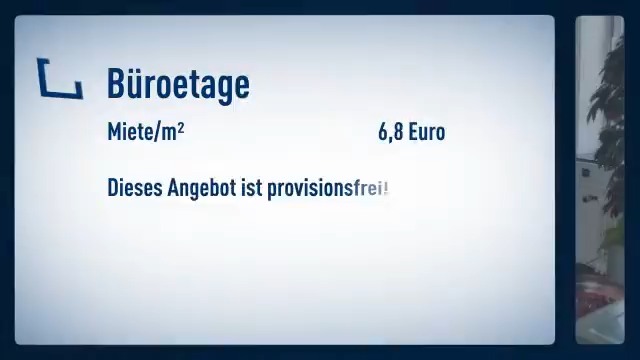 Büroetage
Miete/m² 6,8 Euro
Dieses Angebot ist provisionsfrei!